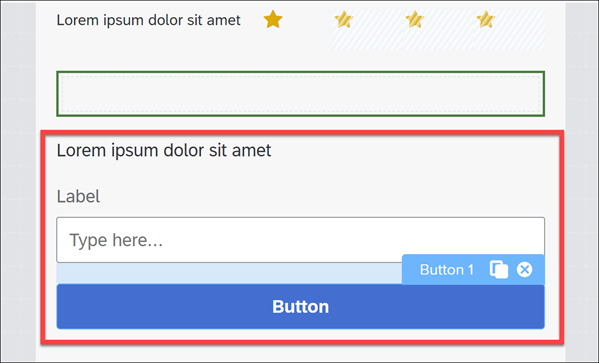 Lorem ipsum dolor sit amet
Lorem ipsum dolor sit amet
Label
Type here...
Button 1
Button